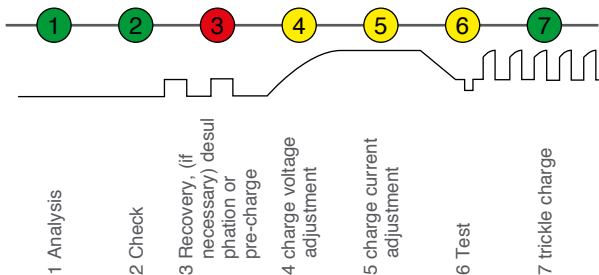 1
2
3
4
5
6
7
1 Analysis
2 Check
3 Recovery, (if
necessary) desul
phation or
pre-charge
4 charge voltage
adjustment
5 charge current
adjustment
6 Test
7 trickle charge